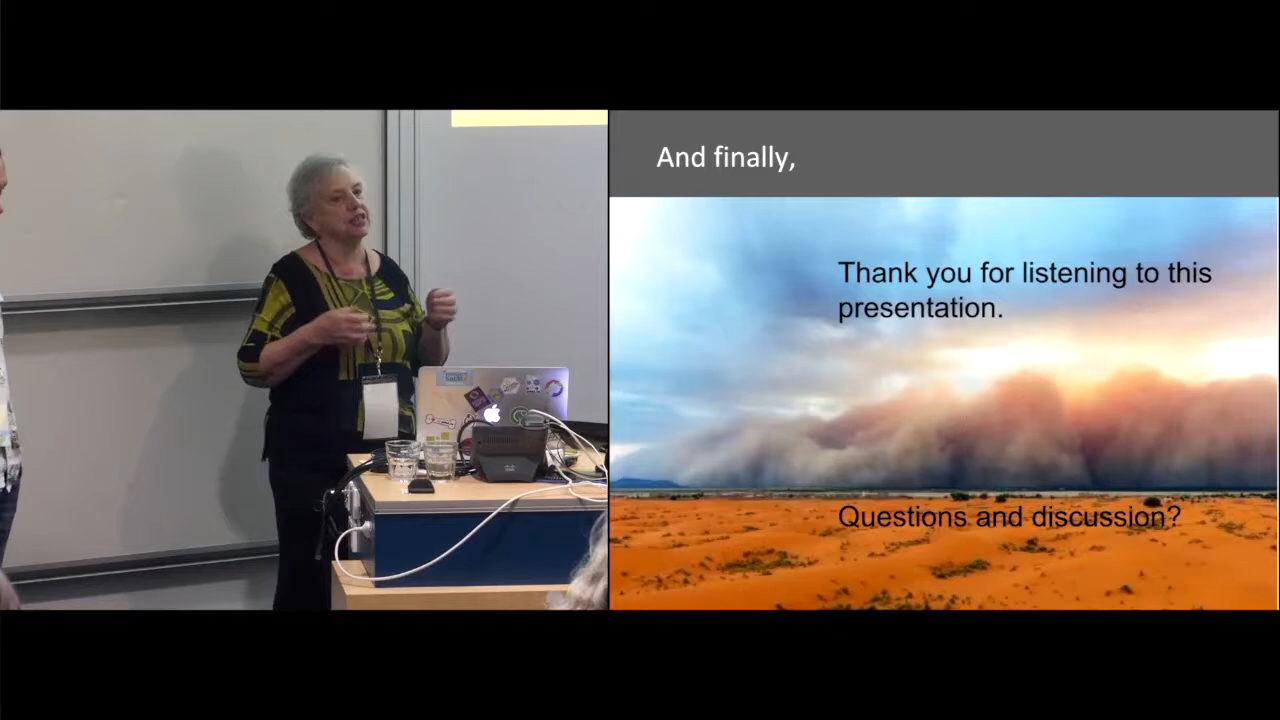 And finally,
Thank you for listening to this
presentation.
Questions and discussion?